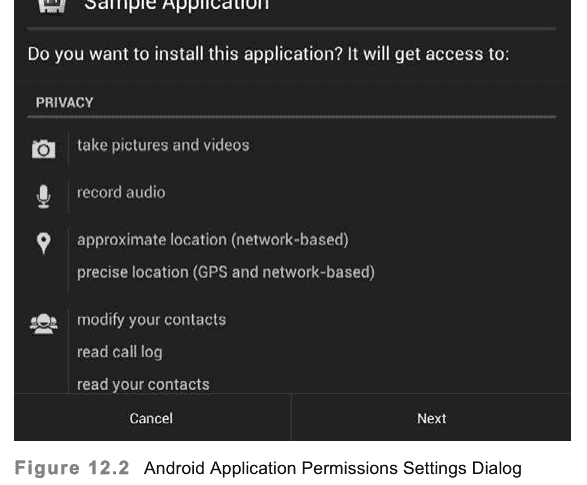 Sample Application
Do you want to install this application? It will get access to:
PRIVACY
take pictures and videos
record audio
approximate location (network-based)
precise location (GPS and network-based)
modify your contacts
read call log
read your contacts
Cancel
Next
Figure 12.2 Android Application Permissions Settings Dialog